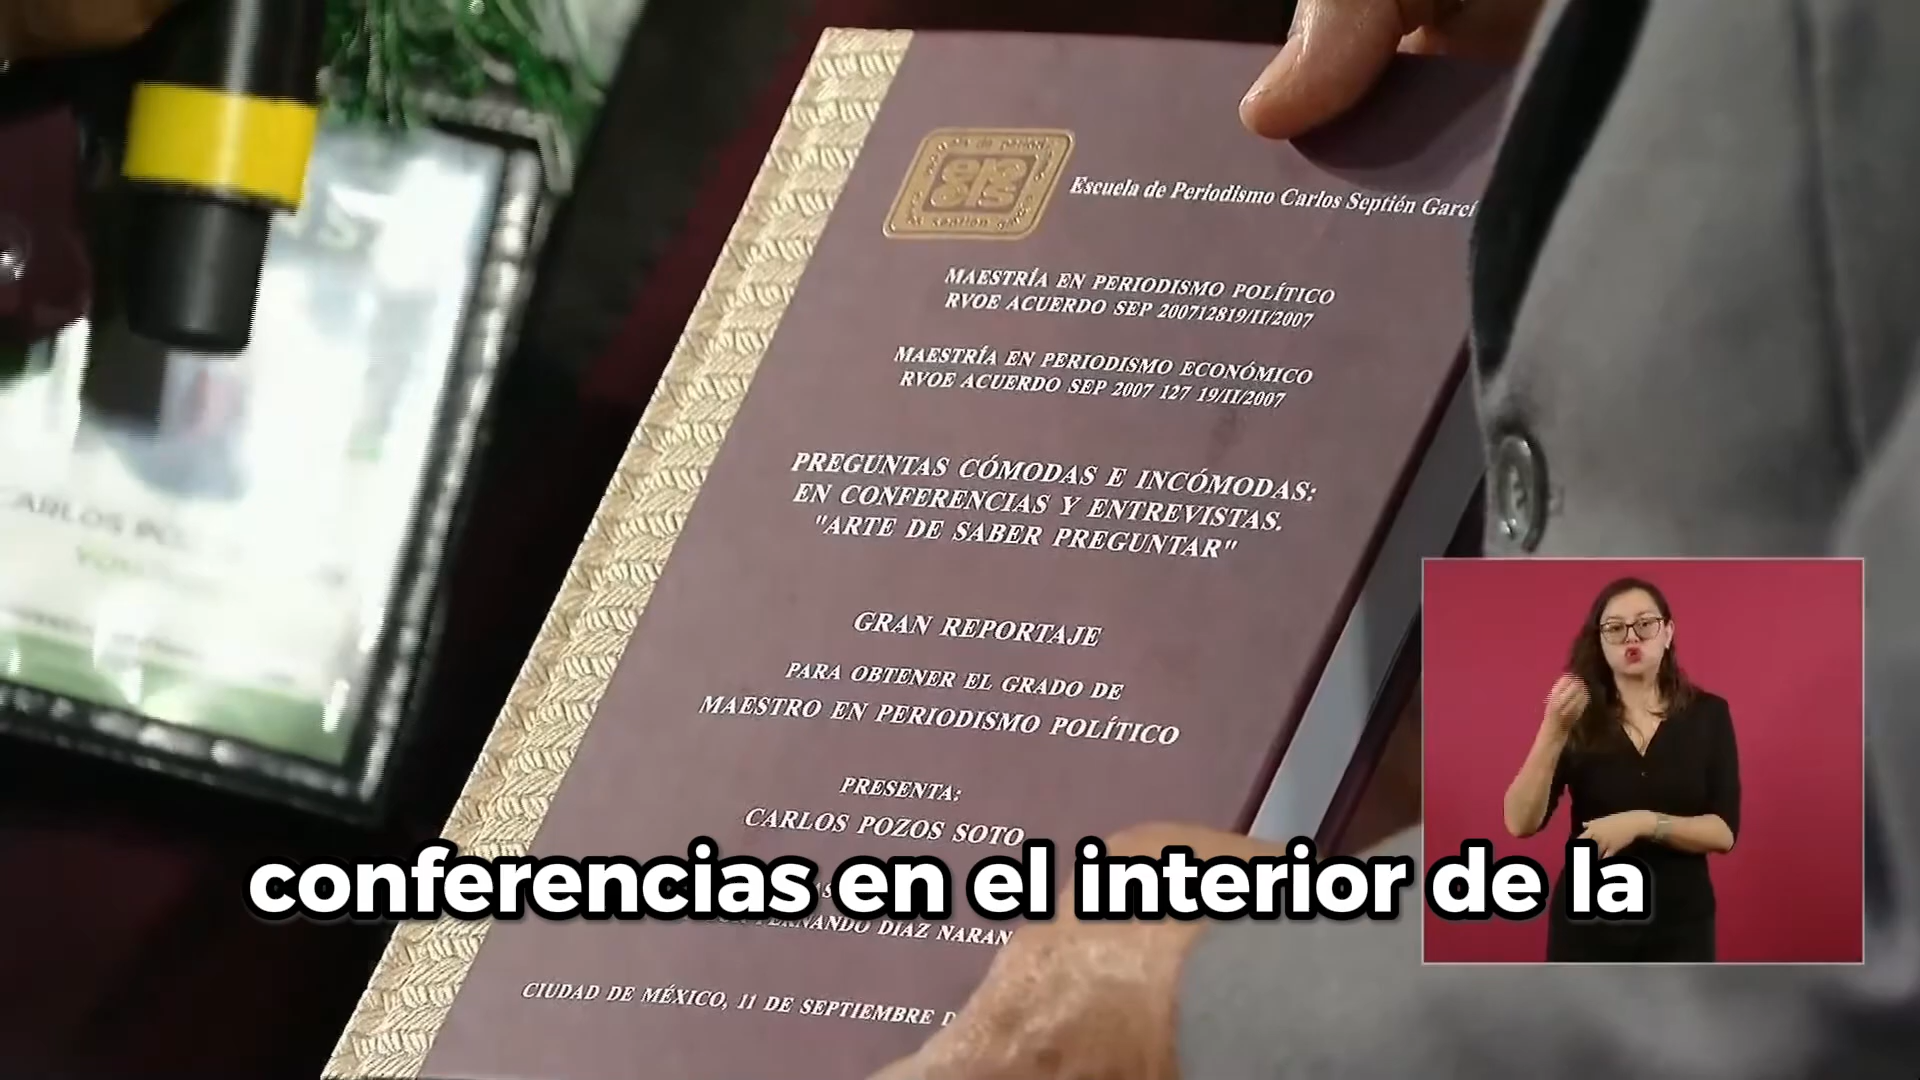 Escuela de Periodismo Carlos Septién Garcí
MAESTRÍA EN PERIODISMO POLÍTICO
RVOE ACUERDO SEP 200712819/II/2007
MAESTRÍA EN PERIODISMO ECONÓMICO
RVOE ACUERDO SEP 2007 127 19/II/2007
PREGUNTAS CÓMODAS E INCÓMODAS:
EN CONFERENCIAS Y ENTREVISTAS.
"ARTE DE SABER PREGUNTAR"
GRAN REPORTAJE
PARA OBTENER EL GRADO DE
MAESTRO EN PERIODISMO POLÍTICO
PRESENTA:
CARLOS POZOS SOTO
conferencias en el interior de la
DIAZ NARAN
CIUDAD DE MÉXICO, 11 DE SEPTIEMBRE D
CARLOS